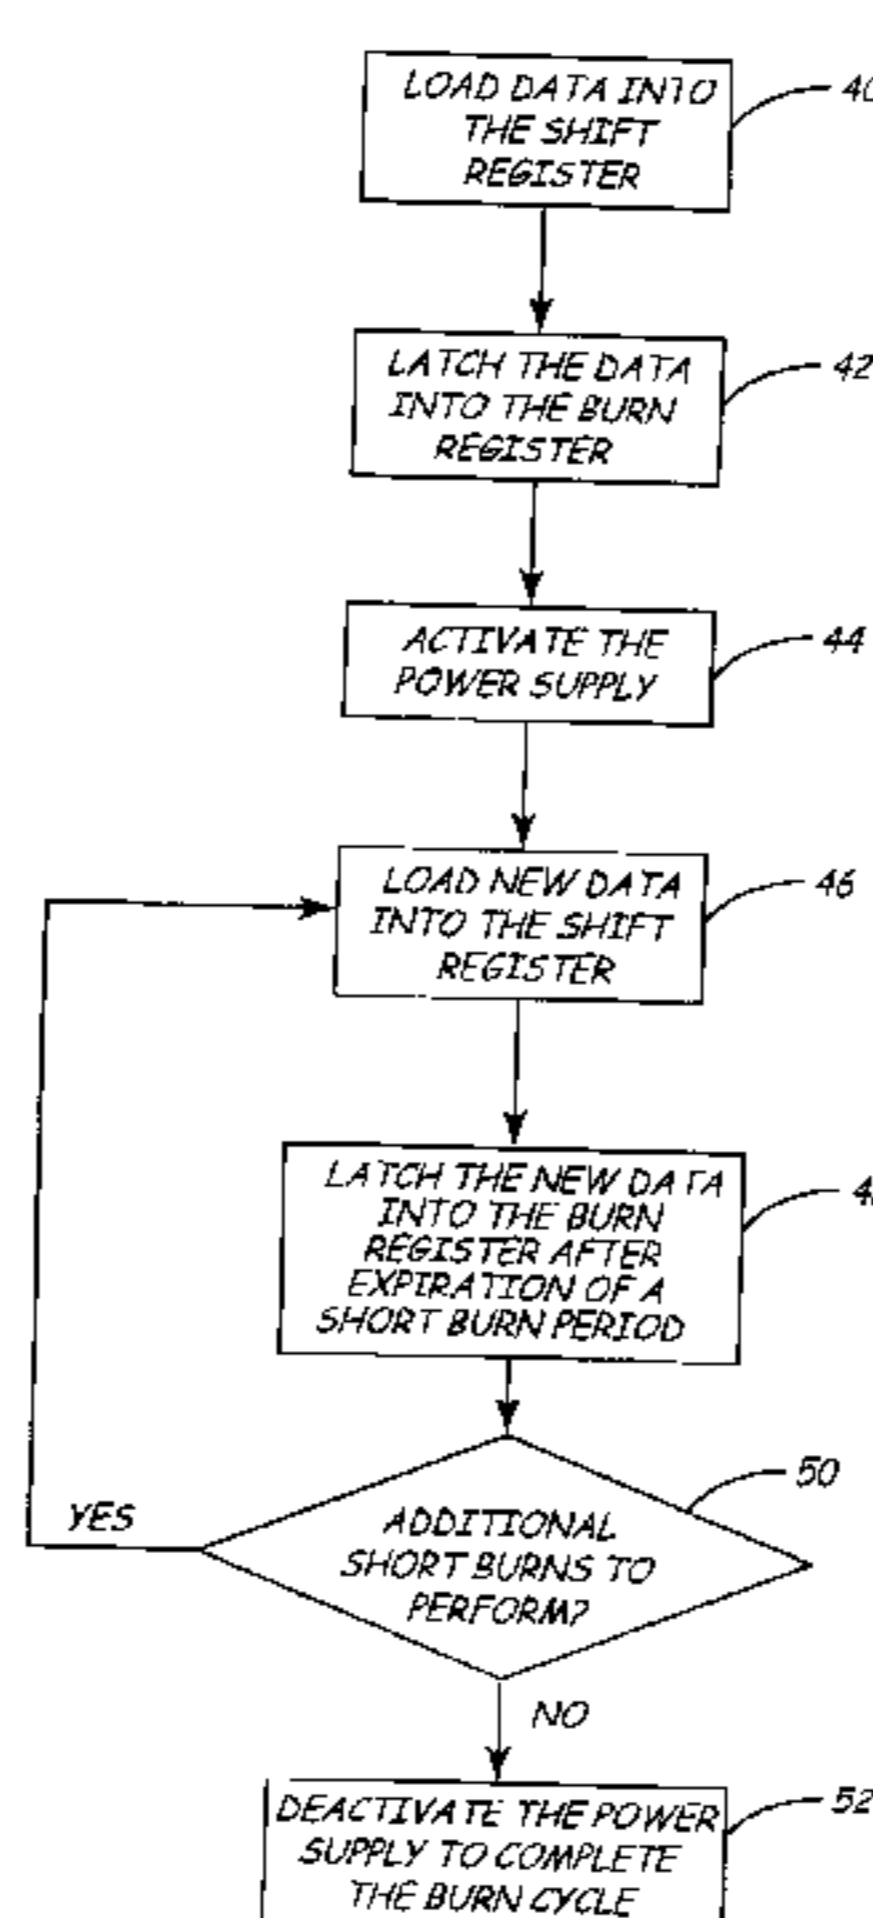 LOAD DATA INTO
THE SHIFT
REGISTER
40
LATCH THE DATA
INTO THE BURN
REGISTER
42
ACTIVATE THE
POWER SUPPLY
44
LOAD NEW DATA
INTO THE SHIFT
REGISTER
46
LATCH THE NEW DATA
INTO THE BURN
REGISTER AFTER
EXPIRATION OF A
SHORT BURN PERIOD
50
ADDITIONAL
SHORT BURNS TO
PERFORM?
YES
NO
DEACTIVATE THE POWER
SUPPLY TO COMPLETE
THE BURN CYCLE
52